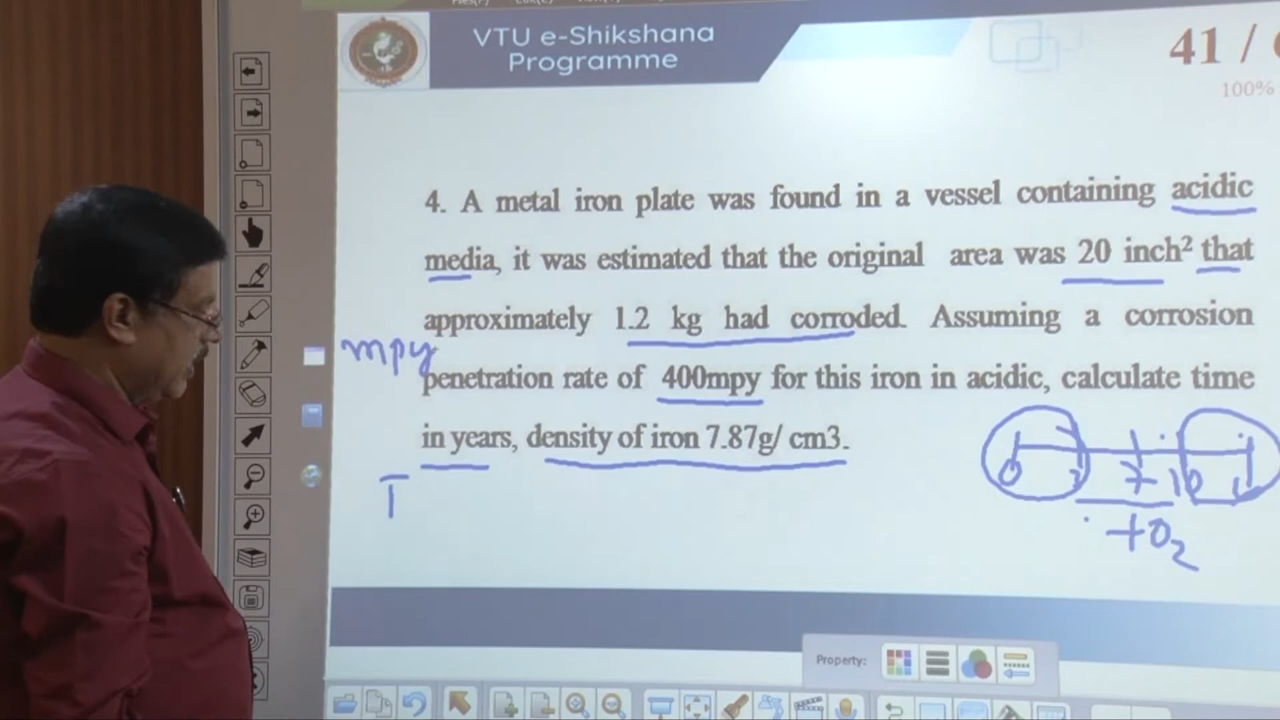 VTU e-Shikshana
Programme
41 /
100%
4. A metal iron plate was found in a vessel containing acidic
media, it was estimated that the original area was 20 inch² that
approximately 1.2 kg had corroded. Assuming a corrosion
mpy
penetration rate of 400mpy for this iron in acidic, calculate time
in years, density of iron 7.87g/ cm3.
T
0 7 10
+O₂
Property: